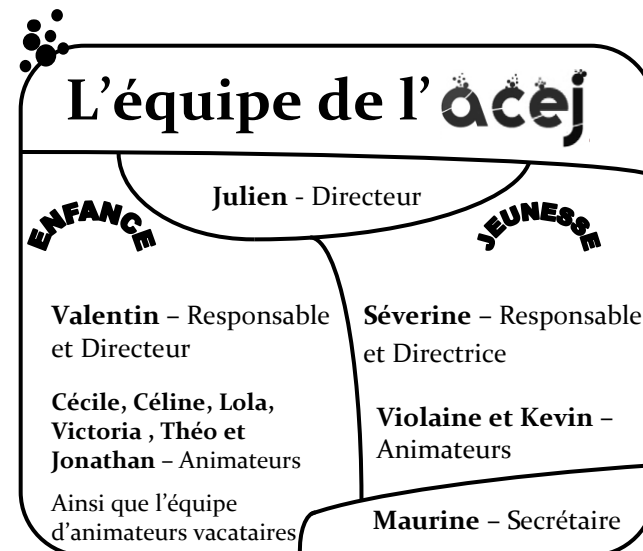 L'équipe de l' acej
Julien - Directeur
ENFANCE
Valentin – Responsable
et Directeur
Cécile, Céline, Lola,
Victoria , Théo et
Jonathan – Animateurs
Ainsi que l'équipe
d'animateurs vacataires
JEUNESSE
Séverine – Responsable
et Directrice
Violaine et Kevin –
Animateurs
Maurine – Secrétaire